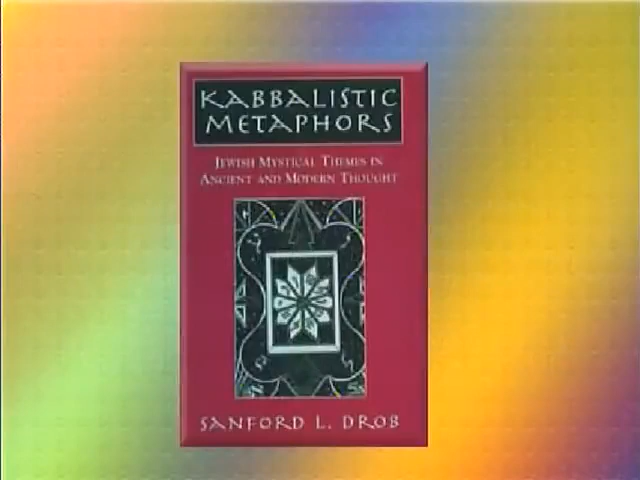 KABBALISTIC
METAPHORS
JEWISH MYSTICAL THEMES IN
ANCIENT AND MODERN THOUGHT
SANFORD L. DROB